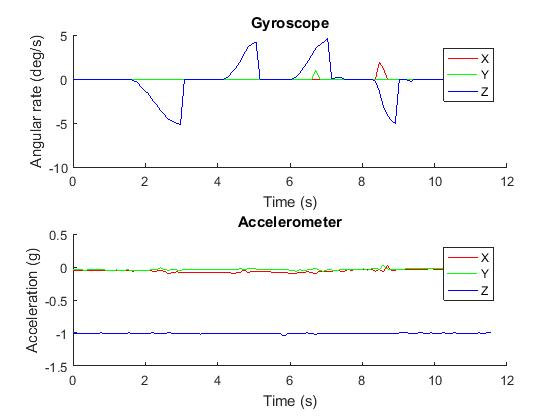 Gyroscope
5
0
-5
-10
Angular rate (deg/s)
X
Y
Z
0 2 4 6 8 10 12
Time (s)
Accelerometer
0.5
0
-0.5
-1
-1.5
Acceleration (g)
X
Y
Z
0 2 4 6 8 10 12
Time (s)